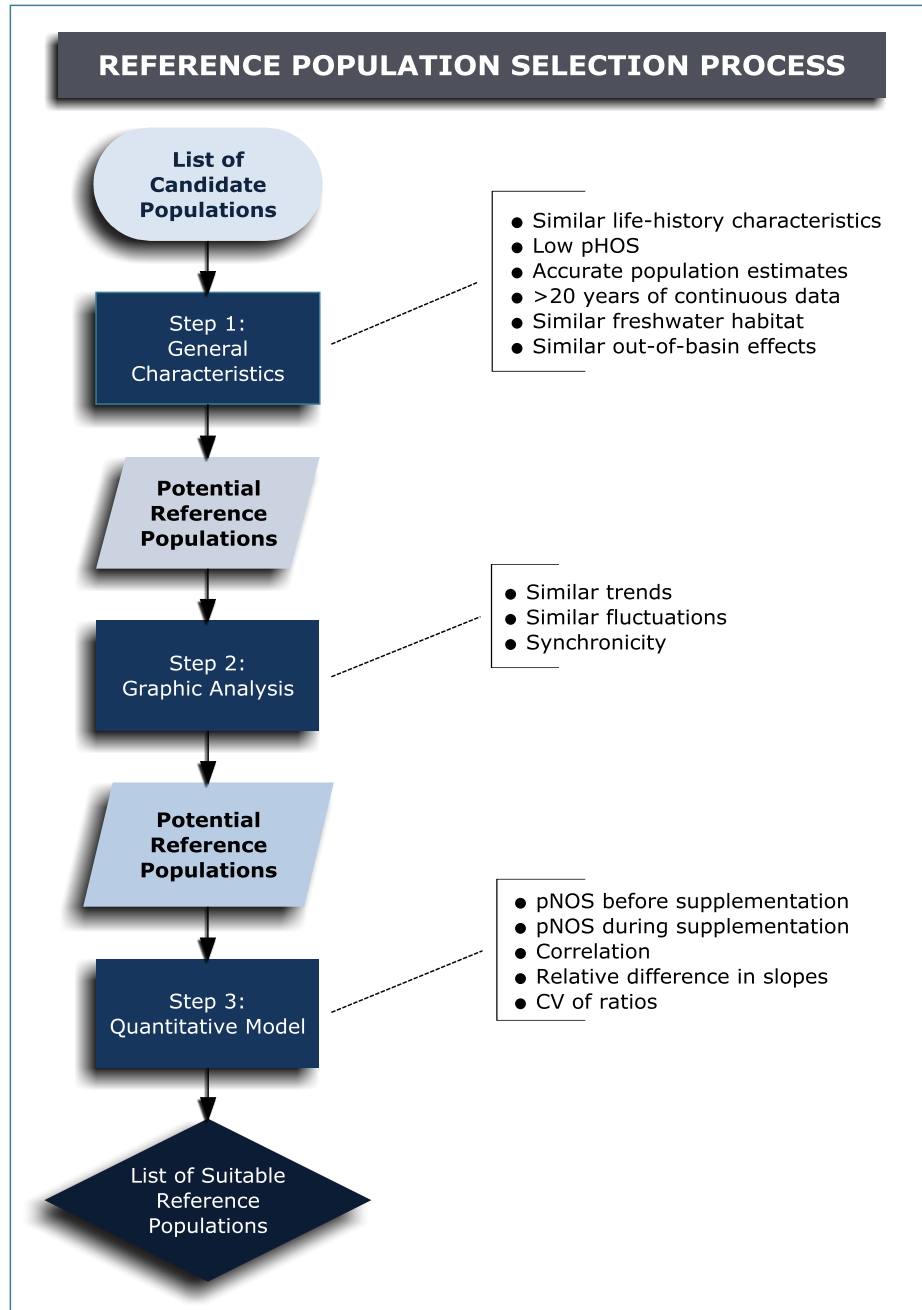 REFERENCE POPULATION SELECTION PROCESS
List of
Candidate
Populations
Step 1:
General
Characteristics
● Similar life-history characteristics
● Low pHOS
● Accurate population estimates
● >20 years of continuous data
● Similar freshwater habitat
● Similar out-of-basin effects
Potential
Reference
Populations
Step 2:
Graphic Analysis
● Similar trends
● Similar fluctuations
● Synchronicity
Potential
Reference
Populations
Step 3:
Quantitative Model
● pNOS before supplementation
● pNOS during supplementation
● Correlation
● Relative difference in slopes
● CV of ratios
List of Suitable
Reference
Populations